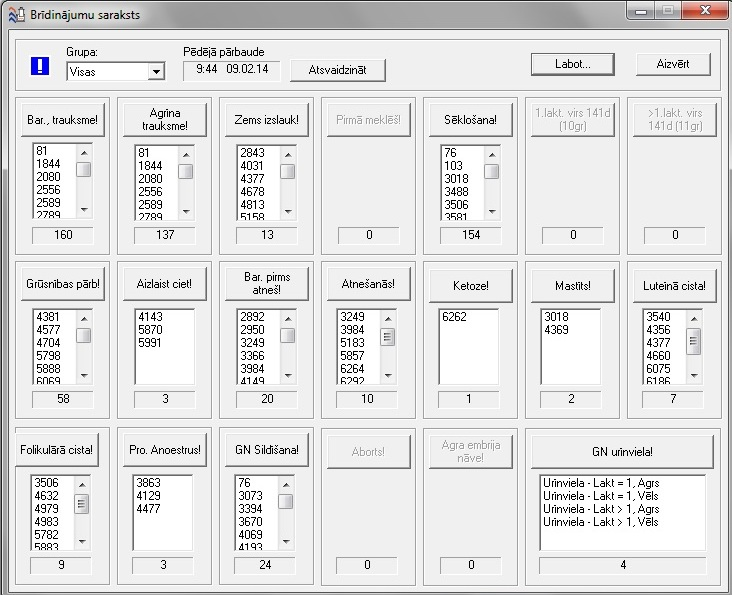 Brīdinājumu saraksts
Grupa:
Visas
Pēdējā pārbaude
9:44 09.02.14
Atsvaidzināt
Labot...
Aizvērt
Bar., trauksme!
81
1844
2080
2556
2589
2789
160
Agrīna
trauksme!
81
1844
2080
2556
2589
2789
137
Zems izslauk!
2843
4031
4377
4678
4813
5158
13
Pirmā meklēš!
0
Sēklošana!
76
103
3018
3488
3506
3581
154
1.lakt. virs 141d
(10gr)
0
>1.lakt. virs
141d (11gr)
0
Grūsnības pārb!
4381
4577
4704
5798
5888
6069
58
Aizlaist ciet!
4143
5870
5991
3
Bar. pirms
atneš!
2892
2950
3249
3366
3984
4149
20
Atnešanās!
3249
3984
5183
5857
6264
6292
10
Ketoze!
6262
1
Mastīts!
3018
4369
2
Luteinā cista!
3540
4356
4377
4660
6075
6186
7
Folikulārā cista!
3506
4632
4979
4983
5782
5883
9
Pro. Anoestrus!
3863
4129
4477
3
GN Sildīšana!
76
3073
3394
3670
4069
4193
24
Aborts!
0
Agra embrija
nāve!
0
GN urinviela!
Urinviela - Lakt = 1, Agrs
Urinviela - Lakt = 1, Vēls
Urinviela - Lakt > 1, Agrs
Urinviela - Lakt > 1, Vēls
4